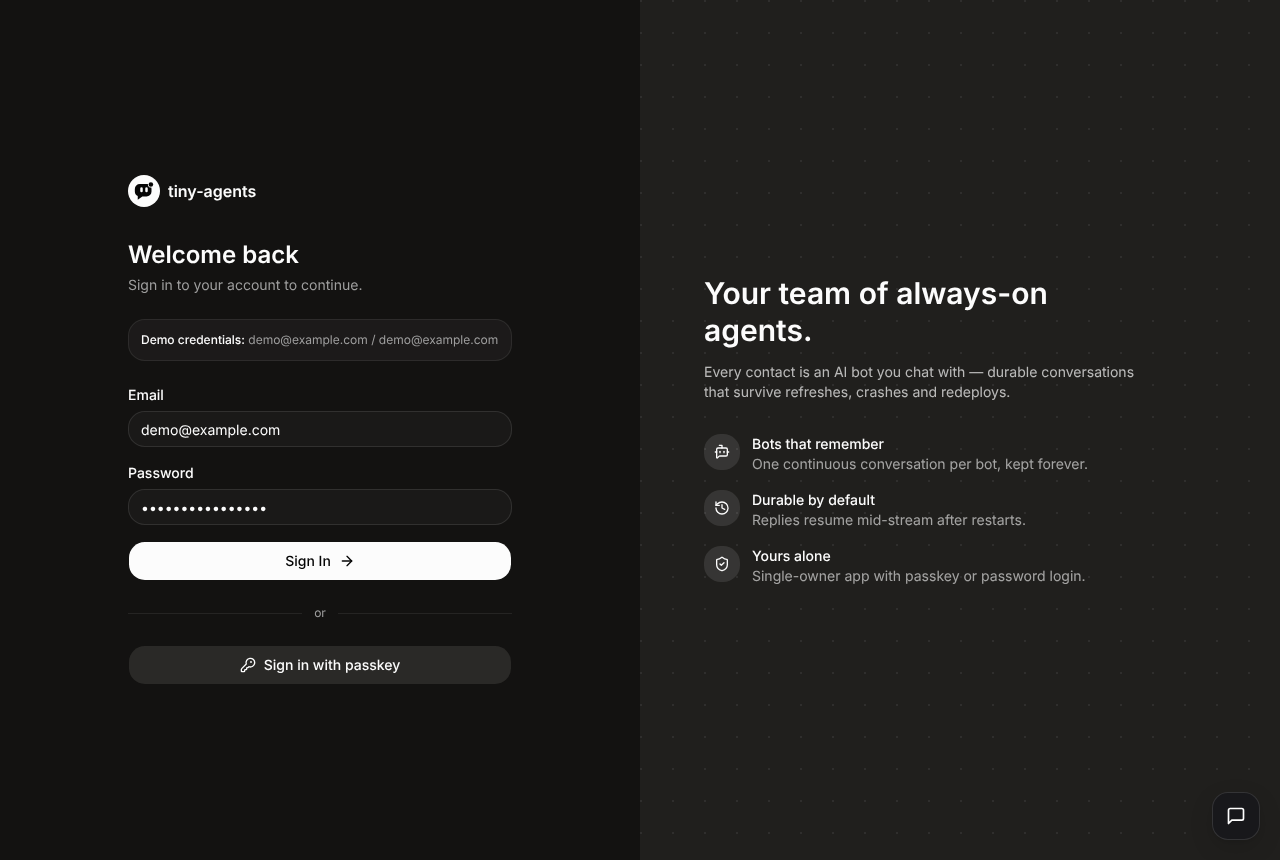 tiny-agents
Welcome back
Sign in to your account to continue.
Demo credentials: demo@example.com / demo@example.com
Email
demo@example.com
Password
••••••••••••••••
Sign In
or
Sign in with passkey
Your team of always-on
agents.
Every contact is an AI bot you chat with — durable conversations
that survive refreshes, crashes and redeploys.
Bots that remember
One continuous conversation per bot, kept forever.
Durable by default
Replies resume mid-stream after restarts.
Yours alone
Single-owner app with passkey or password login.